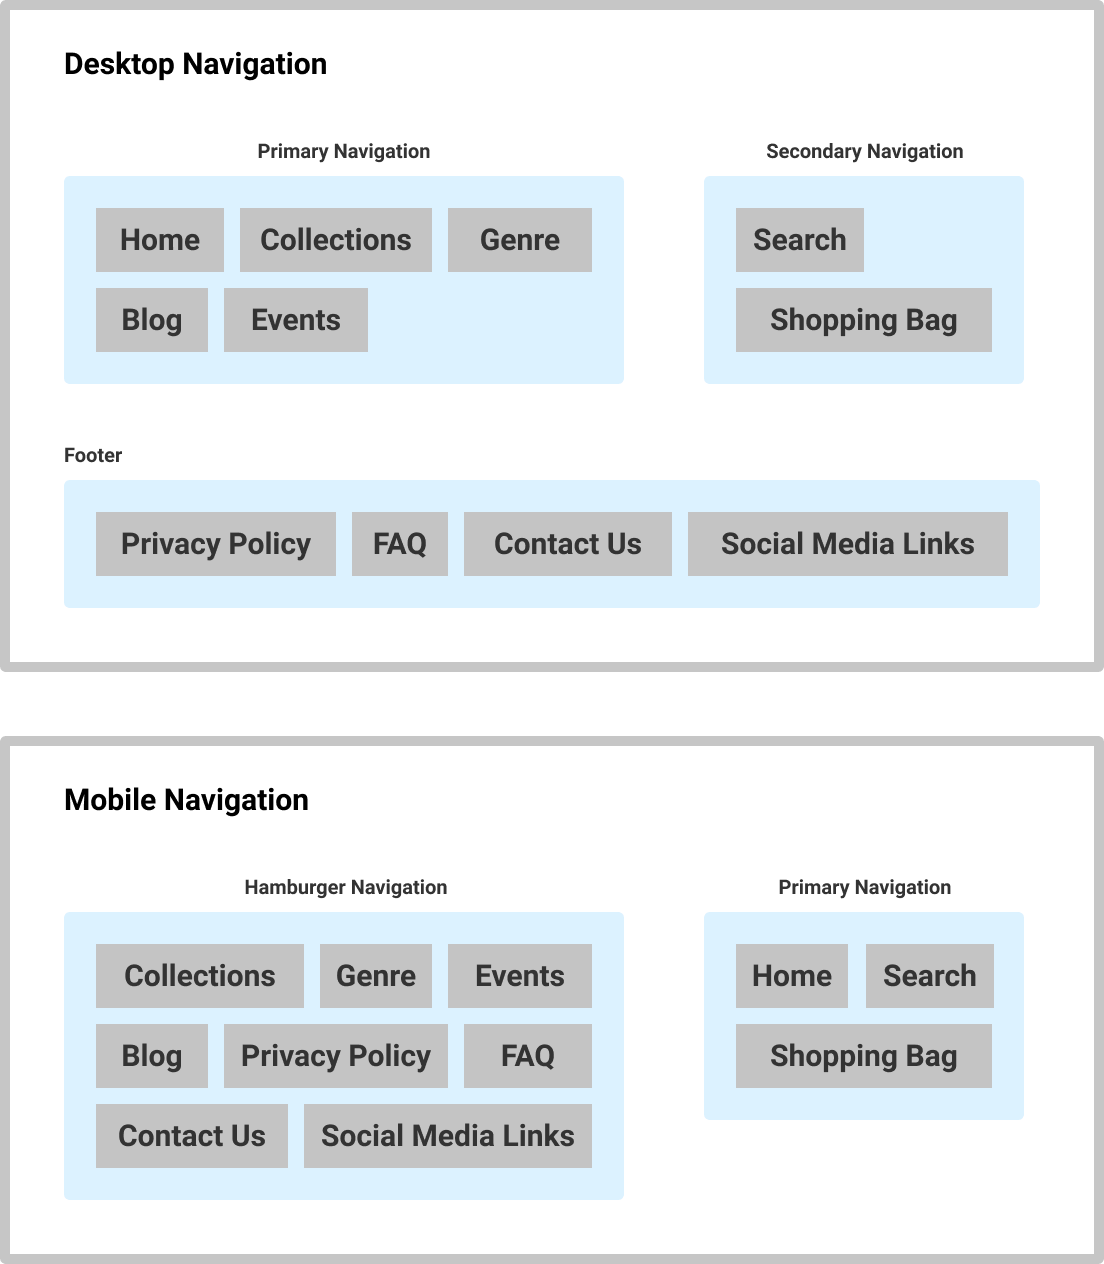 Desktop Navigation
Primary Navigation
Home Collections Genre
Blog Events
Secondary Navigation
Search
Shopping Bag
Footer
Privacy Policy FAQ Contact Us Social Media Links
Mobile Navigation
Hamburger Navigation
Collections Genre Events
Blog Privacy Policy FAQ
Contact Us Social Media Links
Primary Navigation
Home Search
Shopping Bag